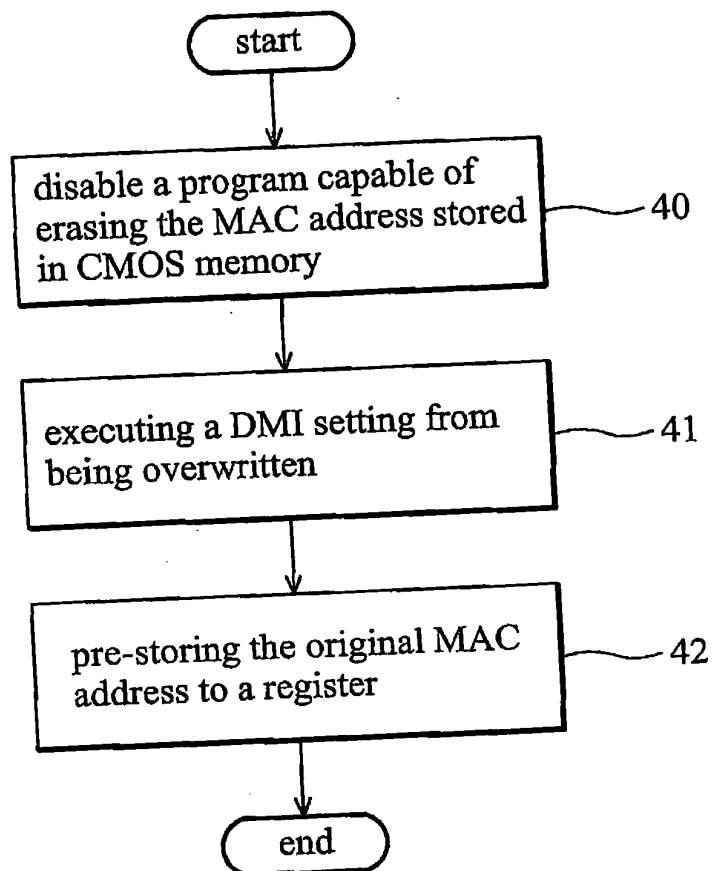 start
disable a program capable of
erasing the MAC address stored
in CMOS memory
40
executing a DMI setting from
being overwritten
41
pre-storing the original MAC
address to a register
42
end